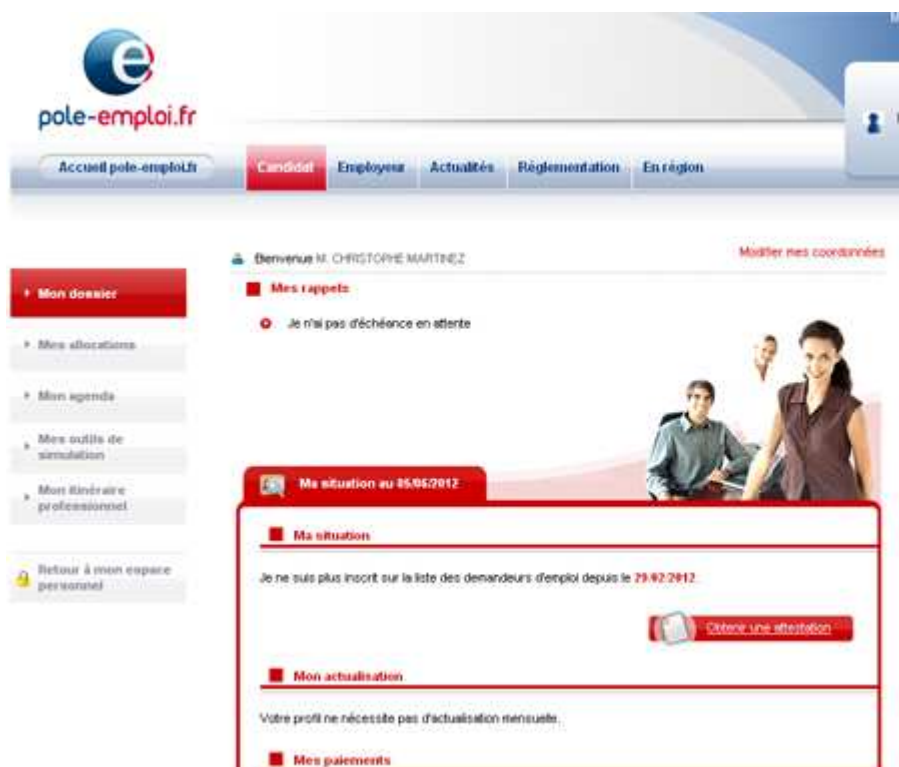 pole-emploi.fr
Accueil pole-emploi.fr
Candidat
Employeur
Actualités
Réglementation
En région
Bienvenue M. CHRISTOPHE MARTINEZ
Modifier mes coordonnées
Mon dossier
Mes rappels
Je n'ai pas d'échéance en attente
Mes allocations
Mon agenda
Mes outils de
simulation
Mon itinéraire
professionnel
Retour à mon espace
personnel
Ma situation au 05/06/2012
Ma situation
Je ne suis plus inscrit sur la liste des demandeurs d'emploi depuis le 29/02/2012.
Obtenir une attestation
Mon actualisation
Votre profil ne nécessite pas d'actualisation mensuelle.
Mes paiements